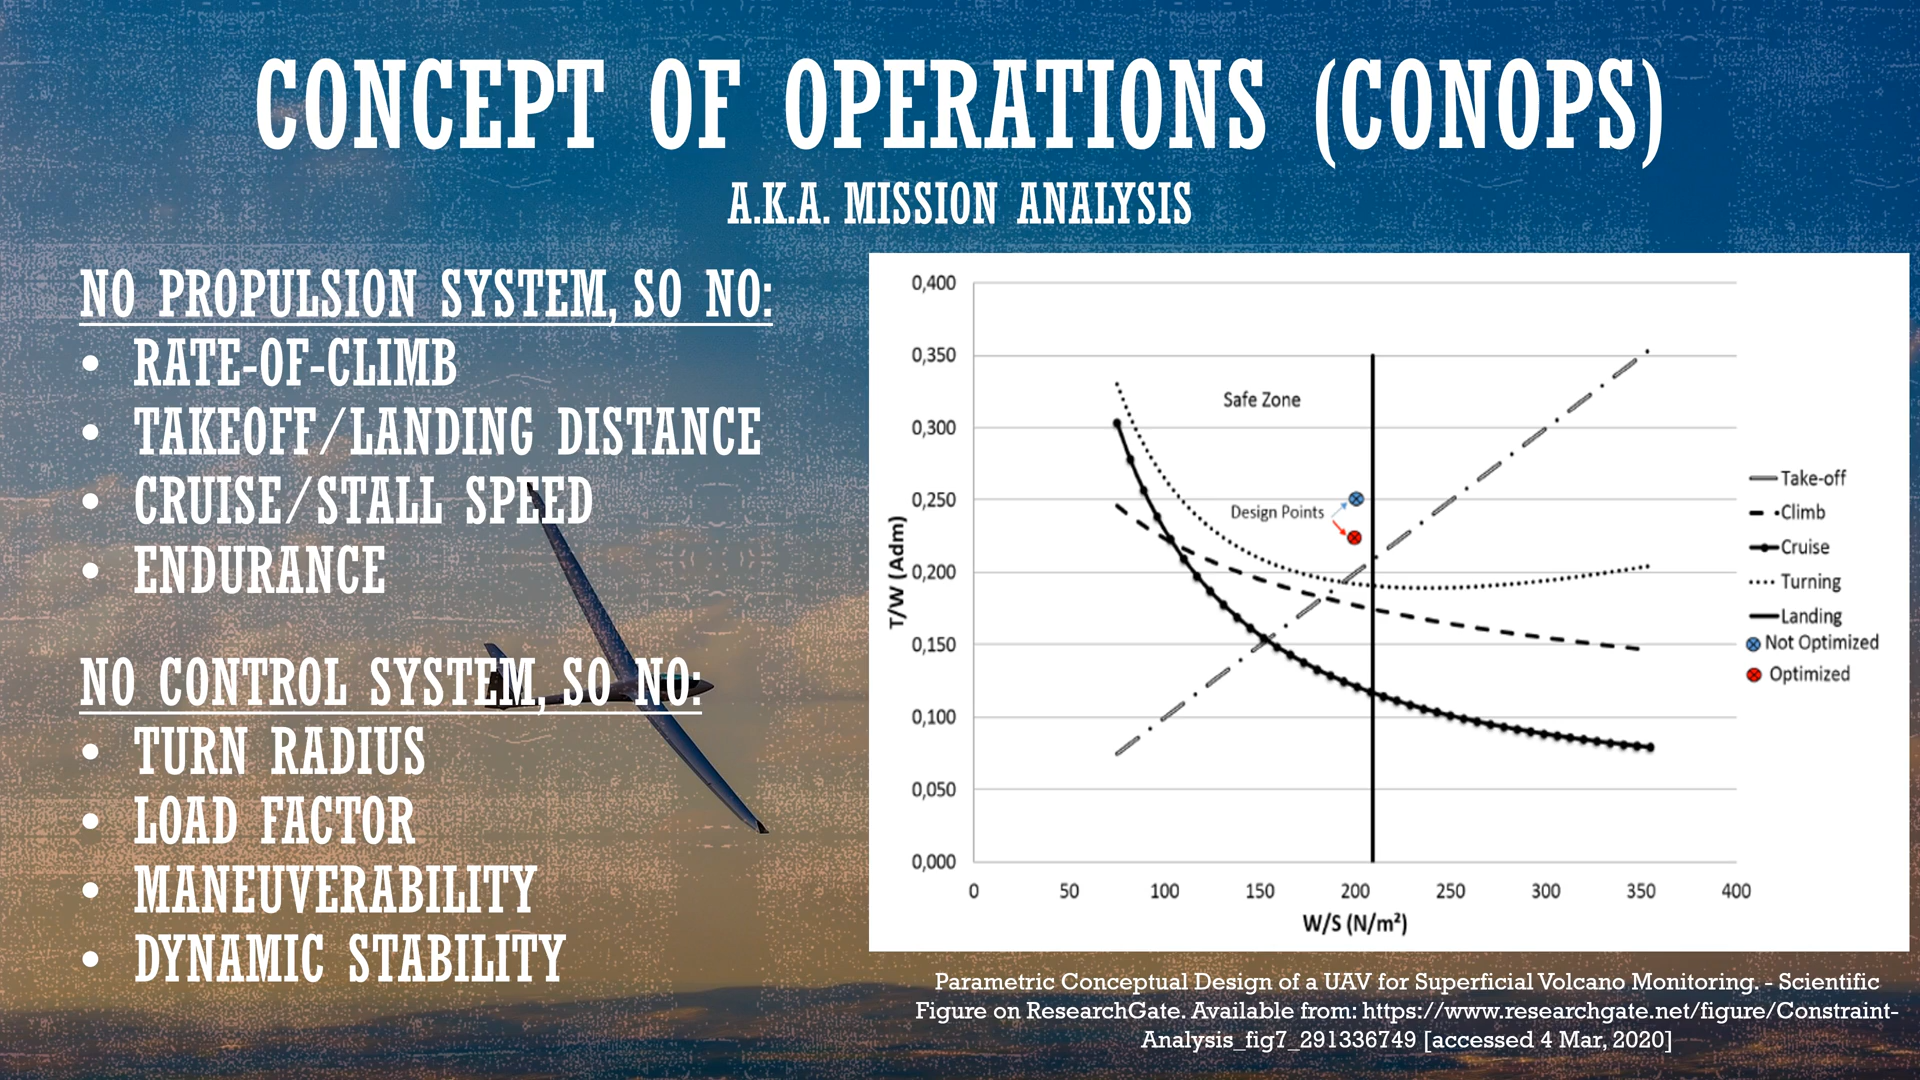 CONCEPT OF OPERATIONS (CONOPS)
A.K.A. MISSION ANALYSIS
NO PROPULSION SYSTEM, SO NO:
• RATE-OF-CLIMB
• TAKEOFF/LANDING DISTANCE
• CRUISE/STALL SPEED
• ENDURANCE
NO CONTROL SYSTEM, SO NO:
• TURN RADIUS
• LOAD FACTOR
• MANEUVERABILITY
• DYNAMIC STABILITY
0,400
0,350
0,300
0,250
0,200
0,150
0,100
0,050
0,000
T/W (Adm)
0 50 100 150 200 250 300 350 400
W/S (N/m²)
Safe Zone
Design Points
Take-off
Climb
Cruise
Turning
Landing
Not Optimized
Optimized
Parametric Conceptual Design of a UAV for Superficial Volcano Monitoring. - Scientific
Figure on ResearchGate. Available from: https://www.researchgate.net/figure/Constraint-
Analysis_fig7_291336749 [accessed 4 Mar, 2020]